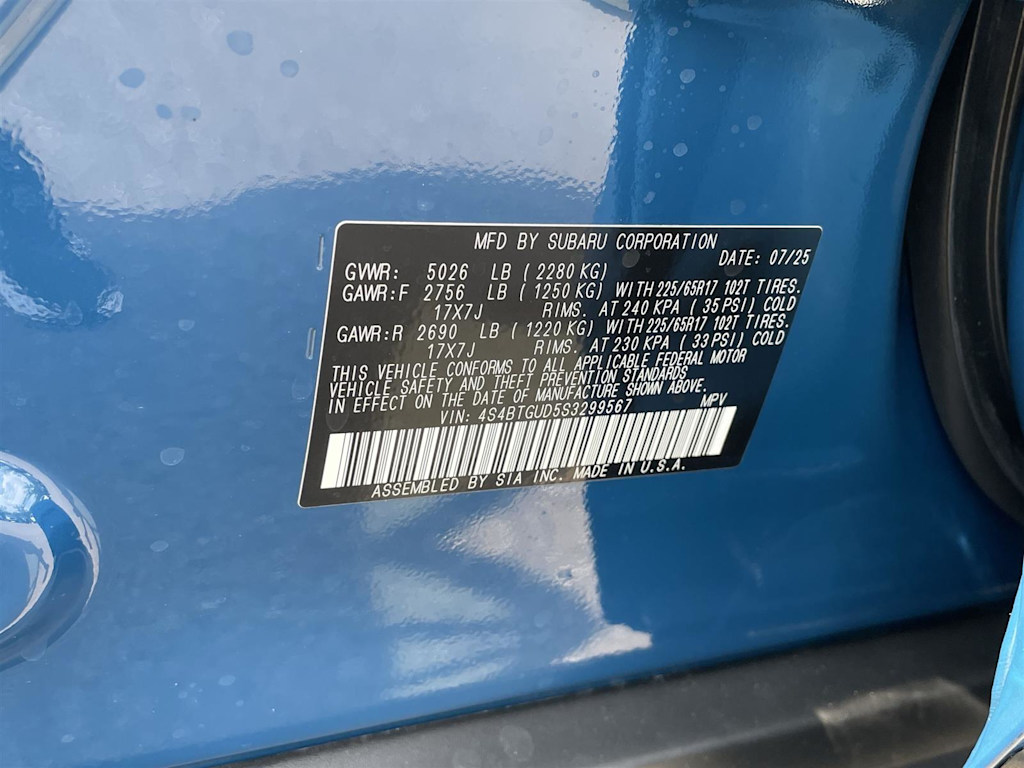 MFD BY SUBARU CORPORATION
DATE: 07/25
GVWR: 5026 LB ( 2280 KG)
GAWR:F 2756 LB ( 1250 KG) WITH 225/65R17 102T TIRES.
17X7J RIMS. AT 240 KPA ( 35 PSI) COLD
GAWR:R 2690 LB ( 1220 KG) WITH 225/65R17 102T TIRES.
17X7J RIMS. AT 230 KPA ( 33 PSI) COLD
THIS VEHICLE CONFORMS TO ALL APPLICABLE FEDERAL MOTOR
VEHICLE SAFETY AND THEFT PREVENTION STANDARDS
IN EFFECT ON THE DATE OF MANUFACTURE SHOWN ABOVE.
VIN: 4S4BTGUD5S3299567 MPV
ASSEMBLED BY SIA INC. MADE IN U.S.A.